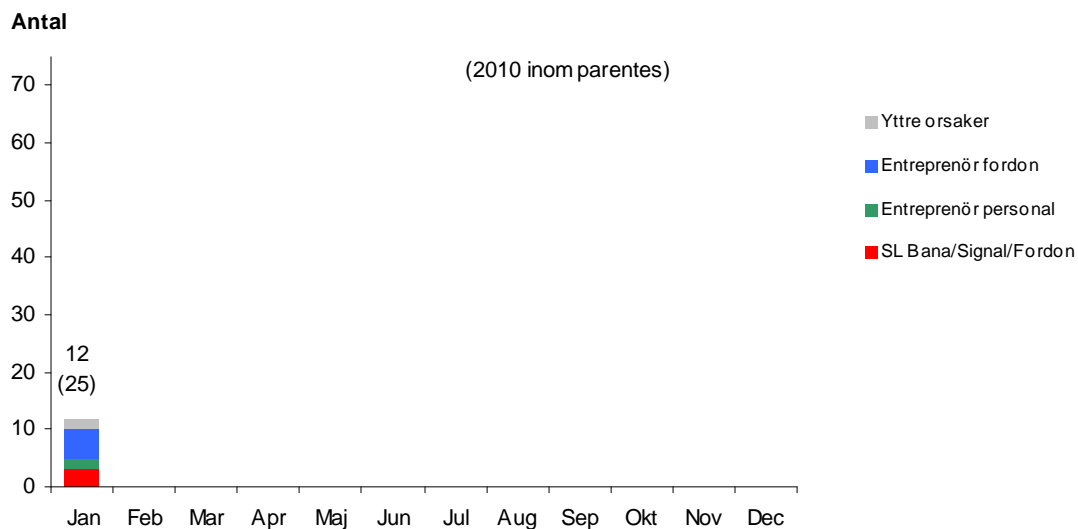 Antal
(2010 inom parentes)
70
60
50
40
30
20
10
0
12
(25)
Jan Feb Mar Apr Maj Jun Jul Aug Sep Okt Nov Dec
Yttre orsaker
Entreprenör fordon
Entreprenör personal
SL Bana/Signal/Fordon